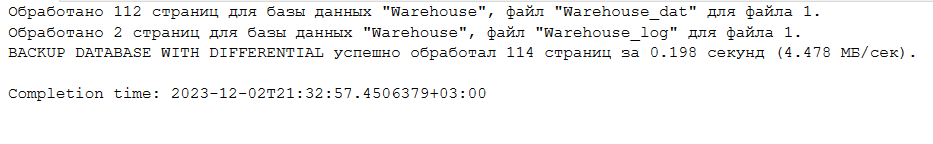 Обработано 112 страниц для базы данных "Warehouse", файл "Warehouse_dat" для файла 1.
Обработано 2 страниц для базы данных "Warehouse", файл "Warehouse_log" для файла 1.
BACKUP DATABASE WITH DIFFERENTIAL успешно обработал 114 страниц за 0.198 секунд (4.478 МБ/сек).
Completion time: 2023-12-02T21:32:57.4506379+03:00